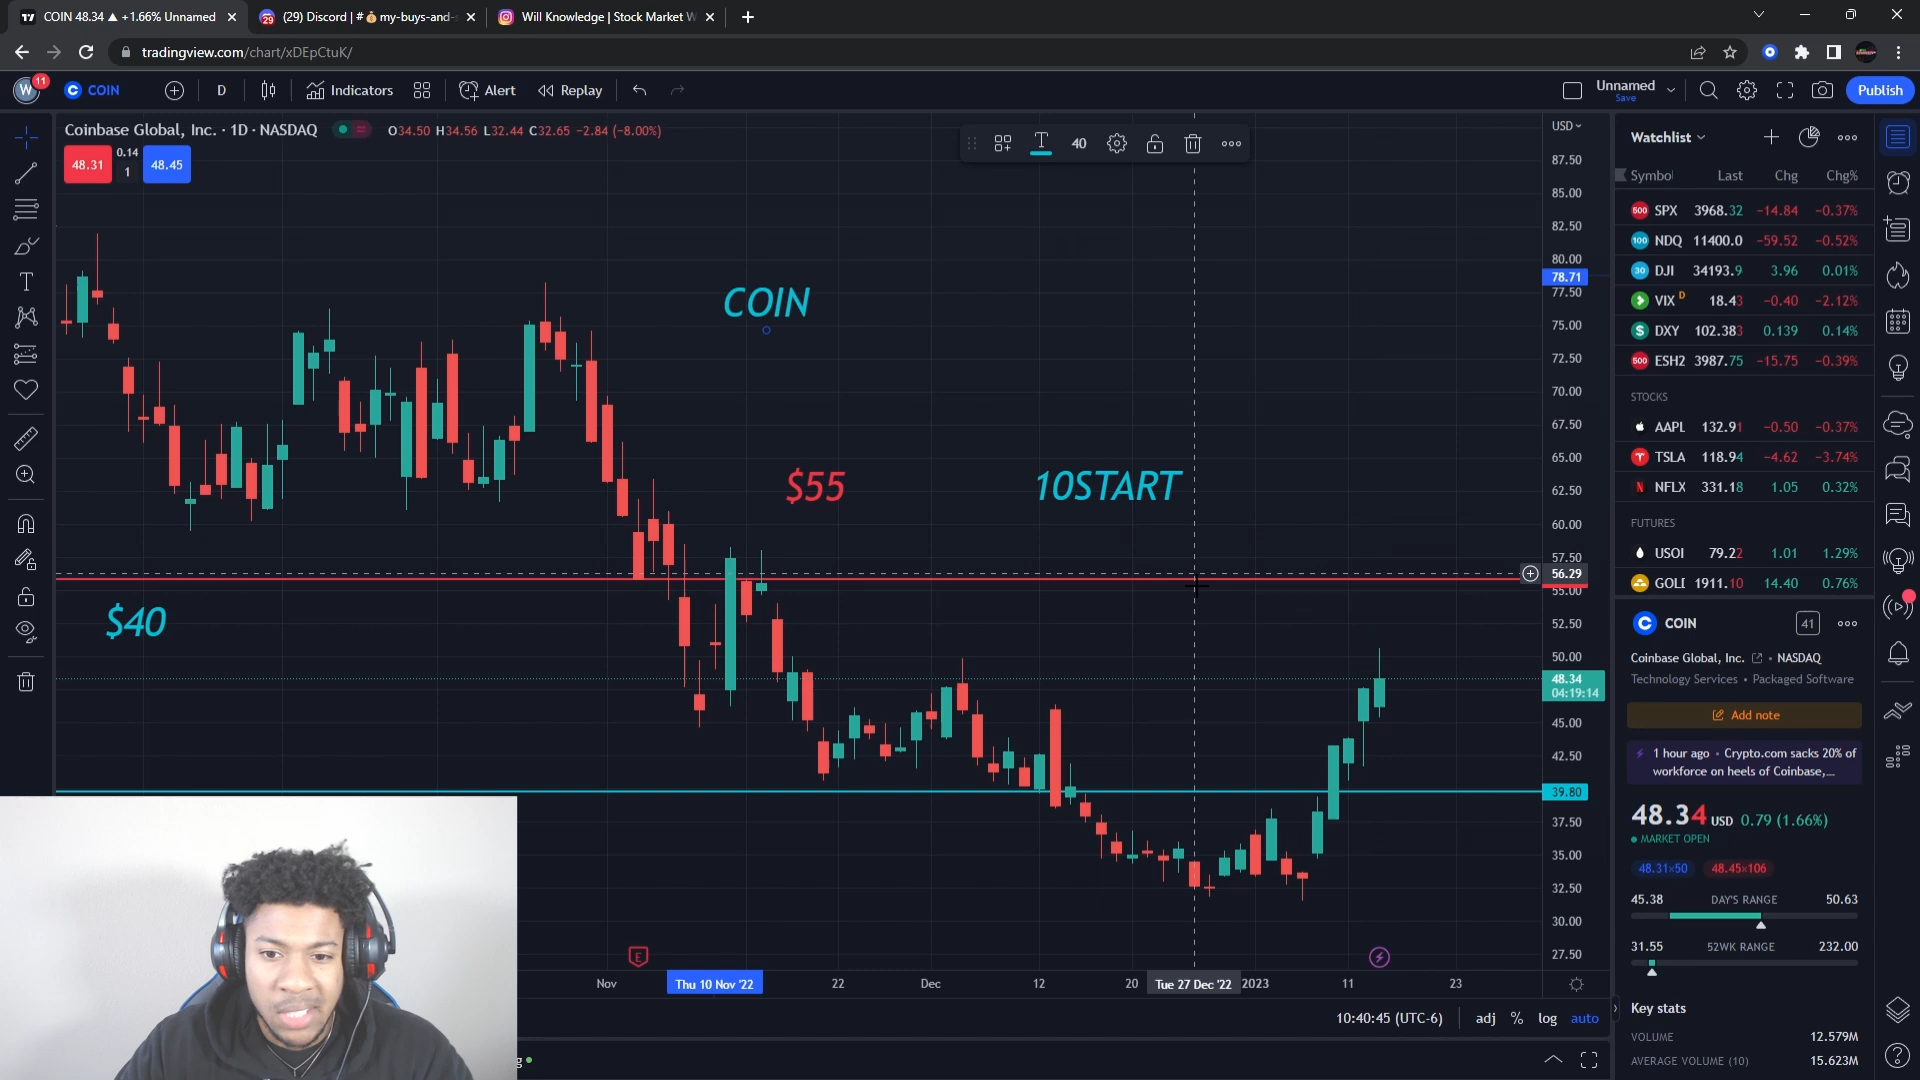 COIN 48.34 ▲ +1.66% Unnamed
(29) Discord | # 💰 my-buys-and-s
Will Knowledge | Stock Market W
tradingview.com/chart/xDEpCtuK/
W 11
COIN
D
Indicators
Alert
Replay
Unnamed
Save
Publish
Coinbase Global, Inc. · 1D · NASDAQ
O34.50 H34.56 L32.44 C32.65 −2.84 (−8.00%)
48.31
0.14
1
48.45
40
USD
87.50
85.00
82.50
80.00
78.71
77.50
75.00
72.50
70.00
67.50
65.00
62.50
60.00
57.50
56.29
55.00
52.50
50.00
48.34
04:19:14
45.00
42.50
39.80
37.50
35.00
32.50
30.00
27.50
COIN
$55
10START
$40
E
Nov
Thu 10 Nov '22
22
Dec
12
20
Tue 27 Dec '22
2023
11
23
10:40:45 (UTC-6)
adj
%
log
auto
g
Watchlist
Symbol Last Chg Chg%
500 SPX 3968.32 −14.84 −0.37%
100 NDQ 11400.0 −59.52 −0.52%
30 DJI 34193.9 3.96 0.01%
VIX D 18.43 −0.40 −2.12%
$ DXY 102.383 0.139 0.14%
500 ESH2 3987.75 −15.75 −0.39%
STOCKS
AAPL 132.91 −0.50 −0.37%
TSLA 118.94 −4.62 −3.74%
NFLX 331.18 1.05 0.32%
FUTURES
USOI 79.22 1.01 1.29%
GOLD 1911.10 14.40 0.76%
COIN
41
Coinbase Global, Inc. • NASDAQ
Technology Services • Packaged Software
Add note
1 hour ago • Crypto.com sacks 20% of
workforce on heels of Coinbase,...
48.34 USD 0.79 (1.66%)
MARKET OPEN
48.31×50
48.45×106
45.38 DAY'S RANGE 50.63
31.55 52WK RANGE 232.00
Key stats
VOLUME 12.579M
AVERAGE VOLUME (10) 15.623M